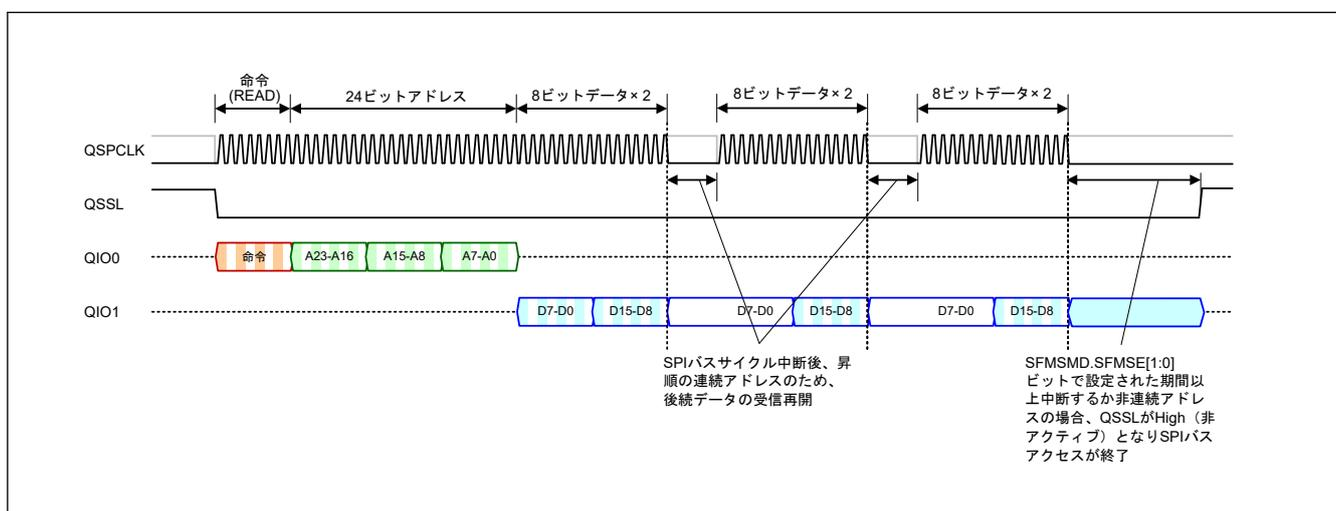 命令
(READ)
24ビットアドレス
8ビットデータ× 2
8ビットデータ× 2
8ビットデータ× 2
QSPCLK
QSSL
QIO0
命令
A23-A16
A15-A8
A7-A0
QIO1
D7-D0
D15-D8
D7-D0
D15-D8
D7-D0
D15-D8
SPIバスサイクル中断後、昇
順の連続アドレスのため、
後続データの受信再開
SFMSMD.SFMSE[1:0]
ビットで設定された期間以
上中断するか非連続アドレ
スの場合、QSSLがHigh（非
アクティブ）となりSPIバス
アクセスが終了